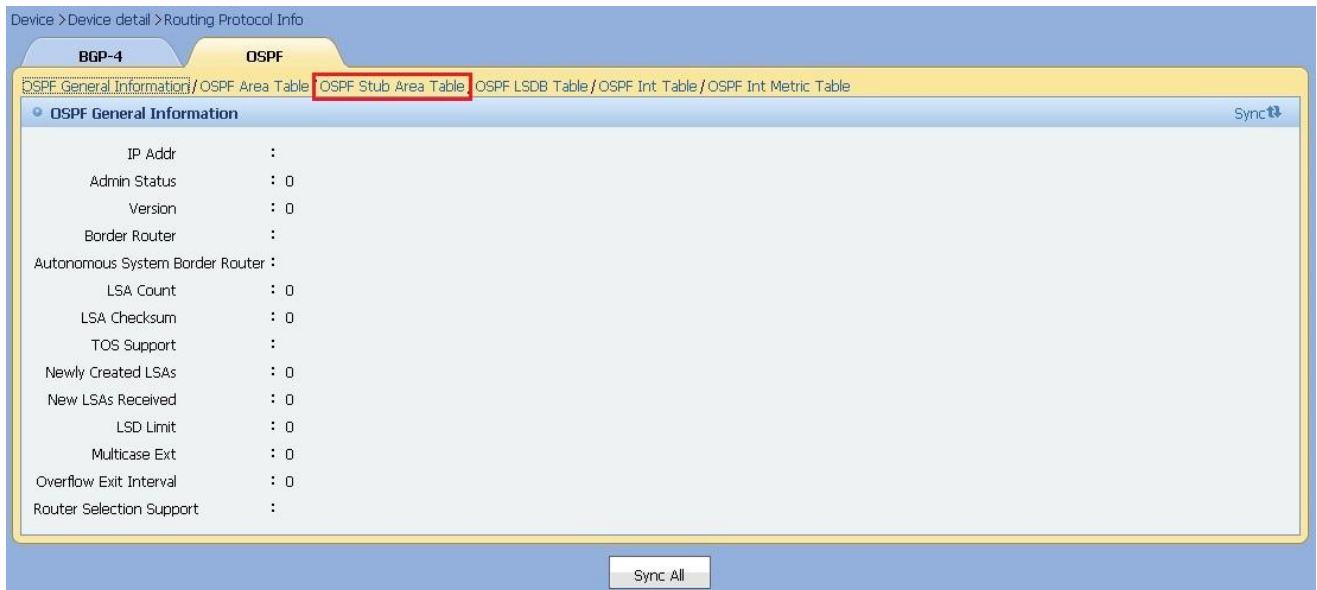 Device >Device detail >Routing Protocol Info
BGP-4 OSPF
OSPF General Information / OSPF Area Table / OSPF Stub Area Table / OSPF LSDB Table / OSPF Int Table / OSPF Int Metric Table
OSPF General Information Sync
IP Addr :
Admin Status : 0
Version : 0
Border Router :
Autonomous System Border Router :
LSA Count : 0
LSA Checksum : 0
TOS Support :
Newly Created LSAs : 0
New LSAs Received : 0
LSD Limit : 0
Multicase Ext : 0
Overflow Exit Interval : 0
Router Selection Support :
Sync All